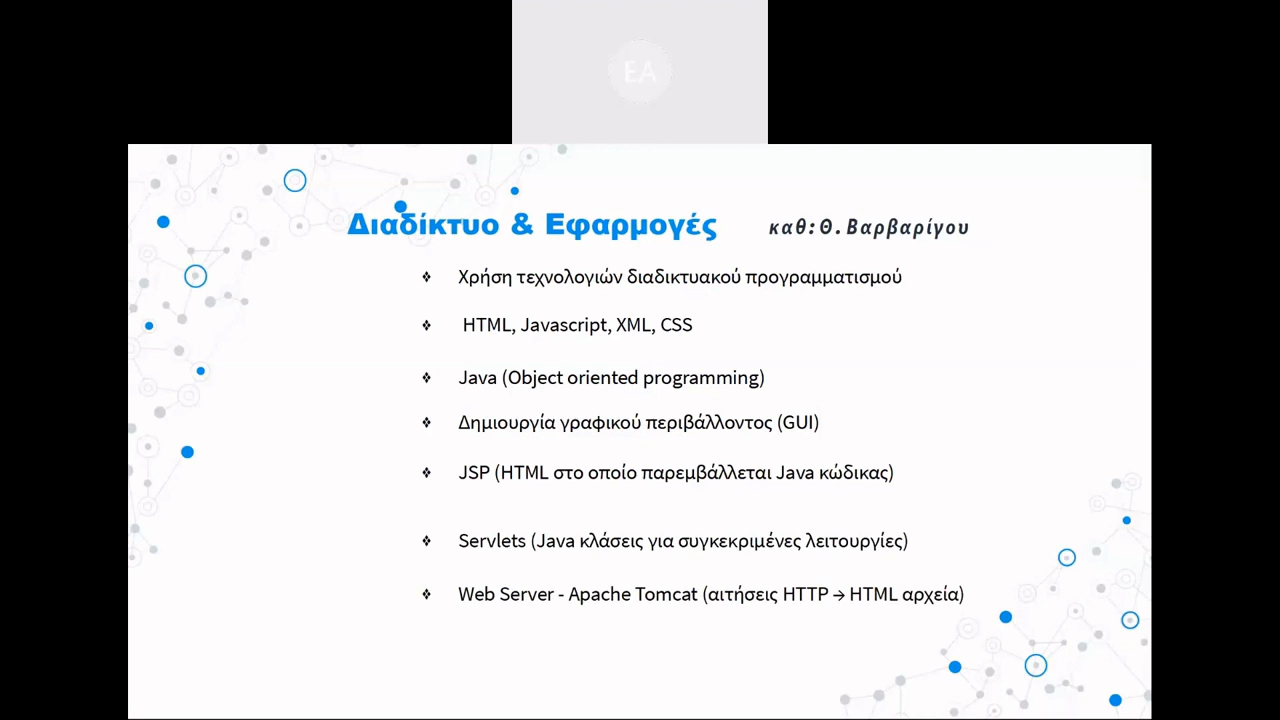 EA
Διαδίκτυο & Εφαρμογές καθ: Θ. Βαρβαρίγου
❖ Χρήση τεχνολογιών διαδικτυακού προγραμματισμού
❖ HTML, Javascript, XML, CSS
❖ Java (Object oriented programming)
❖ Δημιουργία γραφικού περιβάλλοντος (GUI)
❖ JSP (HTML στο οποίο παρεμβάλλεται Java κώδικας)
❖ Servlets (Java κλάσεις για συγκεκριμένες λειτουργίες)
❖ Web Server - Apache Tomcat (αιτήσεις HTTP → HTML αρχεία)